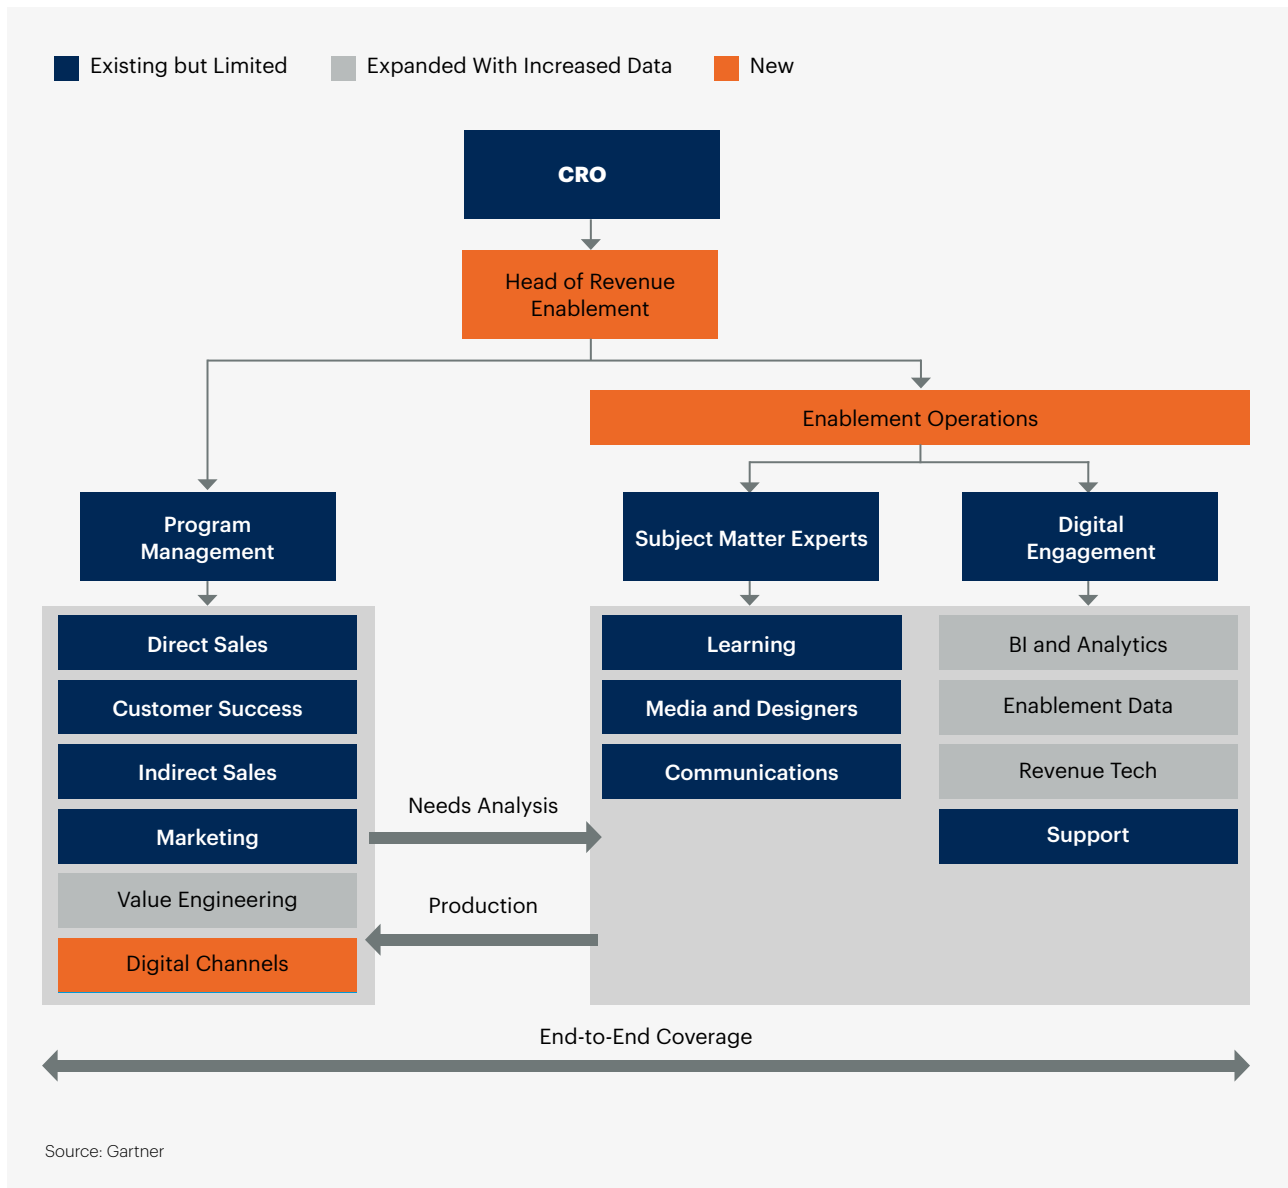 Existing but Limited
Expanded With Increased Data
New
CRO
Head of Revenue
Enablement
Enablement Operations
Program
Management
Subject Matter Experts
Digital
Engagement
Direct Sales
Customer Success
Indirect Sales
Marketing
Value Engineering
Digital Channels
Needs Analysis
Production
Learning
Media and Designers
Communications
BI and Analytics
Enablement Data
Revenue Tech
Support
End-to-End Coverage
Source: Gartner